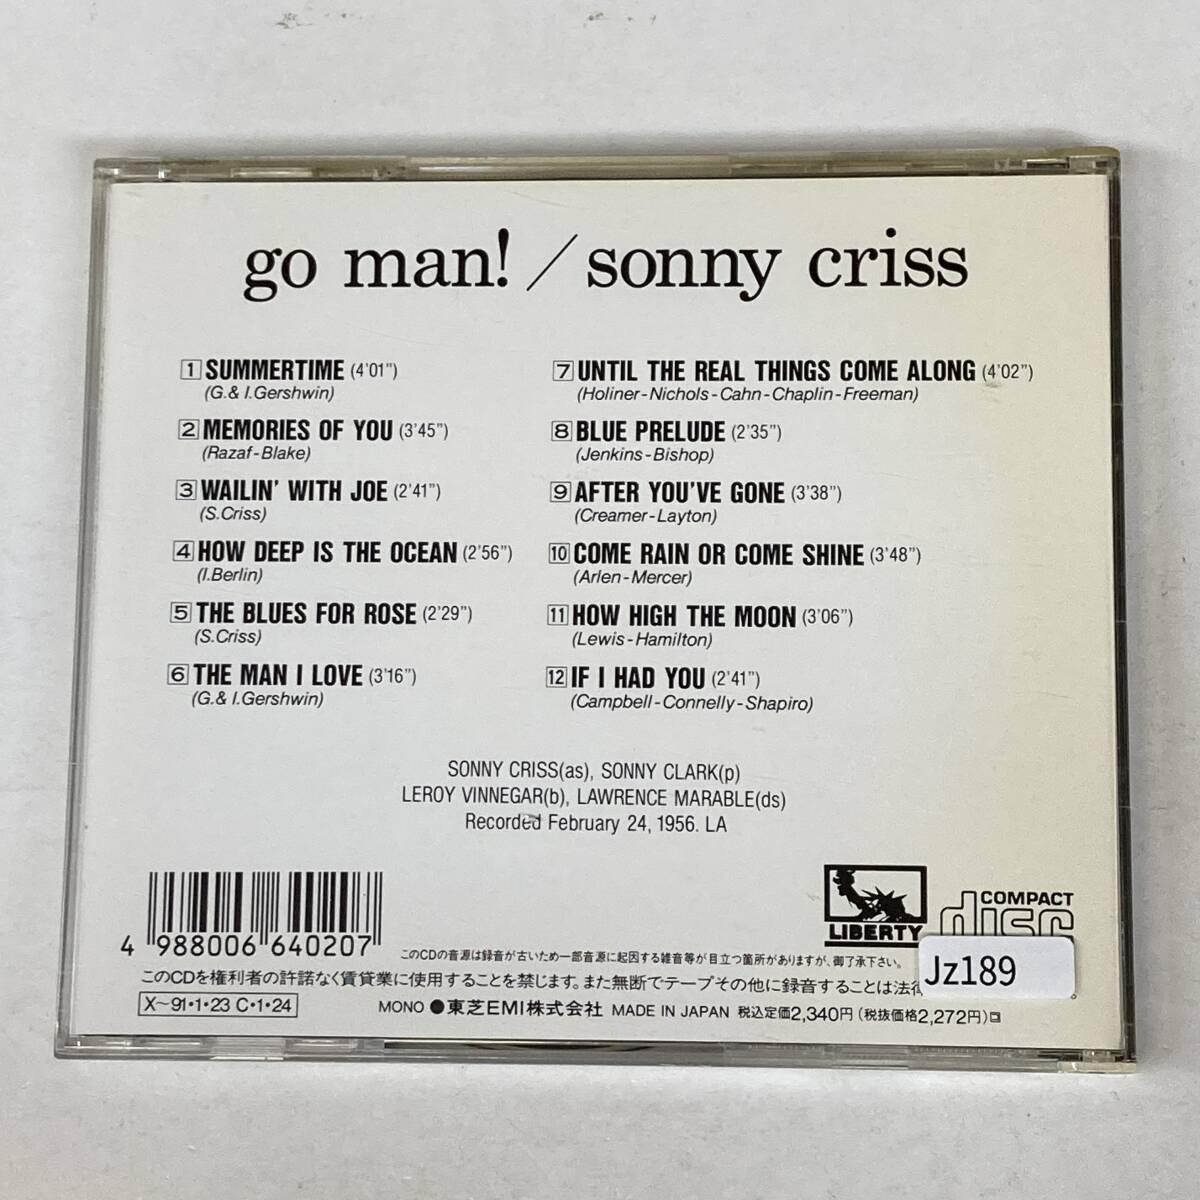 go man! / sonny criss
1 SUMMERTIME (4'01")
(G.& I.Gershwin)
2 MEMORIES OF YOU (3'45")
(Razaf-Blake)
3 WAILIN' WITH JOE (2'41")
(S.Criss)
4 HOW DEEP IS THE OCEAN (2'56")
(I.Berlin)
5 THE BLUES FOR ROSE (2'29")
(S.Criss)
6 THE MAN I LOVE (3'16")
(G.& I.Gershwin)
7 UNTIL THE REAL THINGS COME ALONG (4'02")
(Holiner-Nichols-Cahn-Chaplin-Freeman)
8 BLUE PRELUDE (2'35")
(Jenkins-Bishop)
9 AFTER YOU'VE GONE (3'38")
(Creamer-Layton)
10 COME RAIN OR COME SHINE (3'48")
(Arlen-Mercer)
11 HOW HIGH THE MOON (3'06")
(Lewis-Hamilton)
12 IF I HAD YOU (2'41")
(Campbell-Connelly-Shapiro)
SONNY CRISS(as), SONNY CLARK(p)
LEROY VINNEGAR(b), LAWRENCE MARABLE(ds)
Recorded February 24, 1956. LA
4 988006 640207
LIBERTY
COMPACT
disc
Jz189
このCDの音源は録音が古いため一部音源に起因する雑音等が目立つ箇所がありますが、御了承下さい。
このCDを権利者の許諾なく賃貸業に使用することを禁じます。また無断でテープその他に録音することは法律
X〜91・1・23 C・1・24
MONO ●東芝EMI株式会社 MADE IN JAPAN 税込定価2,340円(税抜価格2,272円)